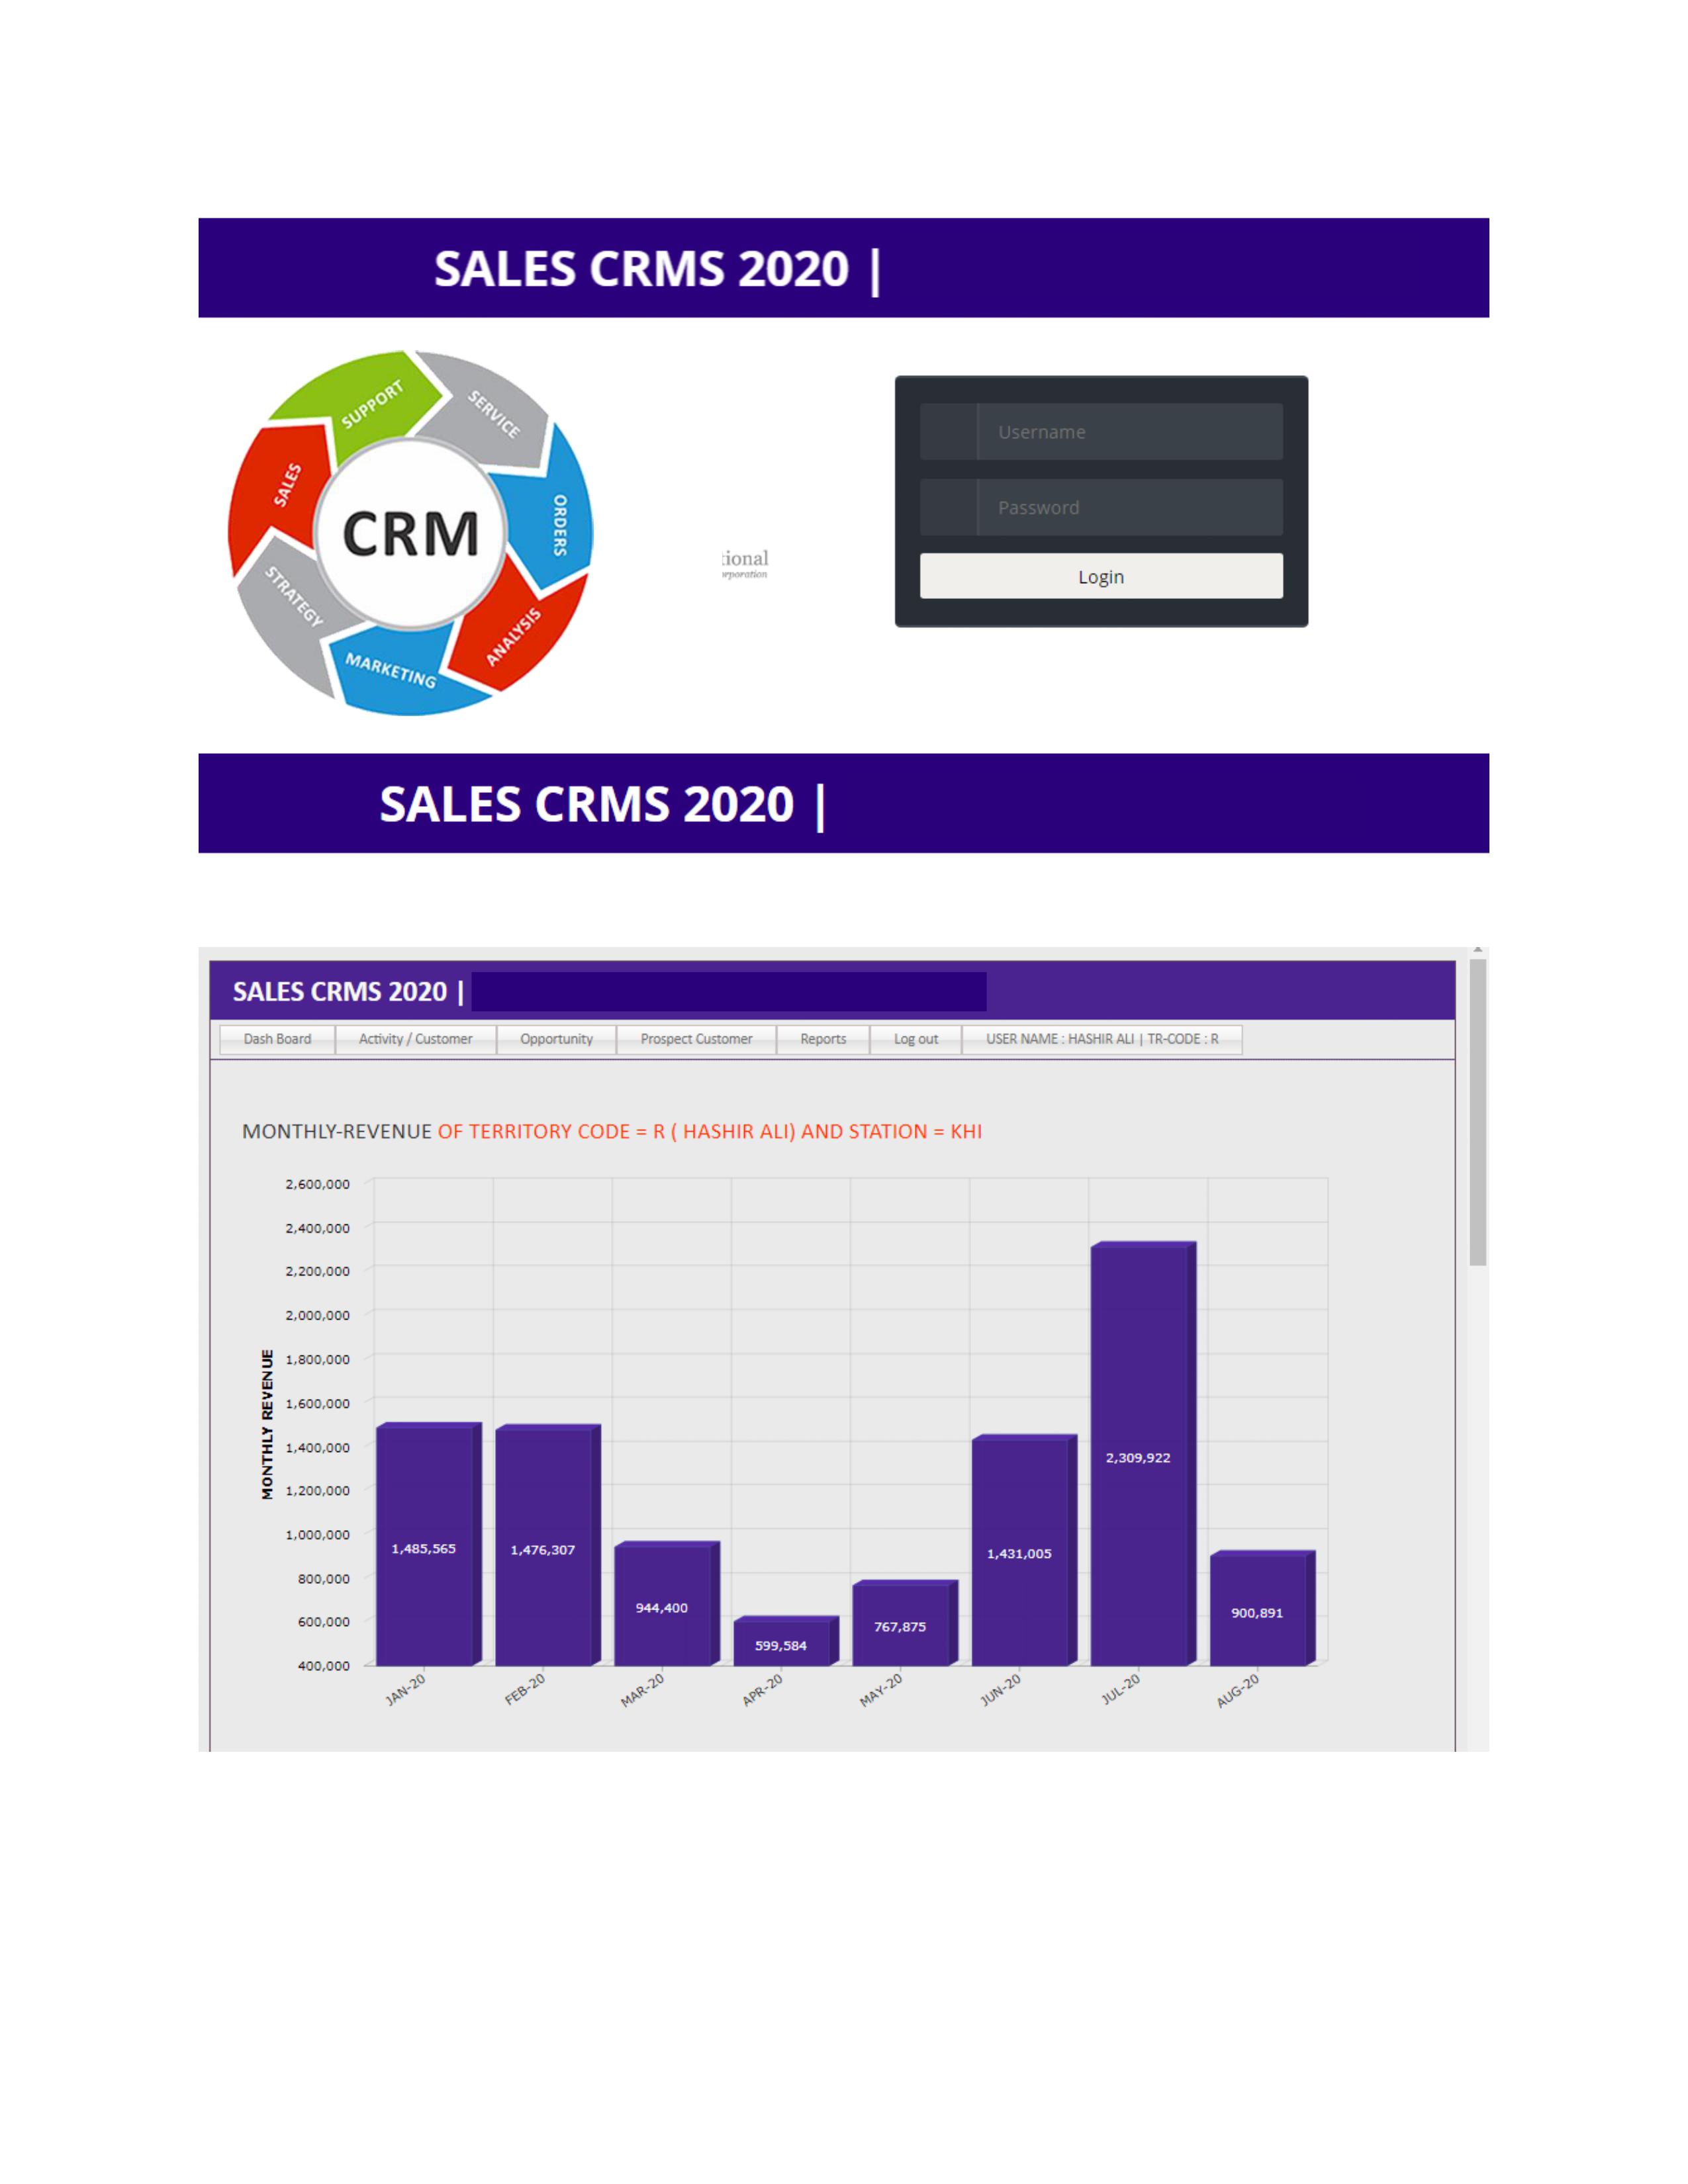 SALES CRMS 2020 |
SUPPORT
SERVICE
ORDERS
ANALYSIS
MARKETING
STRATEGY
SALES
CRM
tional
Username
Password
Login
SALES CRMS 2020 |
SALES CRMS 2020 |
Dash Board Activity / Customer Opportunity Prospect Customer Reports Log out USER NAME : HASHIR ALI | TR-CODE : R
MONTHLY-REVENUE OF TERRITORY CODE = R ( HASHIR ALI) AND STATION = KHI
MONTHLY REVENUE
2,600,000
2,400,000
2,200,000
2,000,000
1,800,000
1,600,000
1,400,000
1,200,000
1,000,000
800,000
600,000
400,000
1,485,565
1,476,307
944,400
599,584
767,875
1,431,005
2,309,922
900,891
JAN-20 FEB-20 MAR-20 APR-20 MAY-20 JUN-20 JUL-20 AUG-20